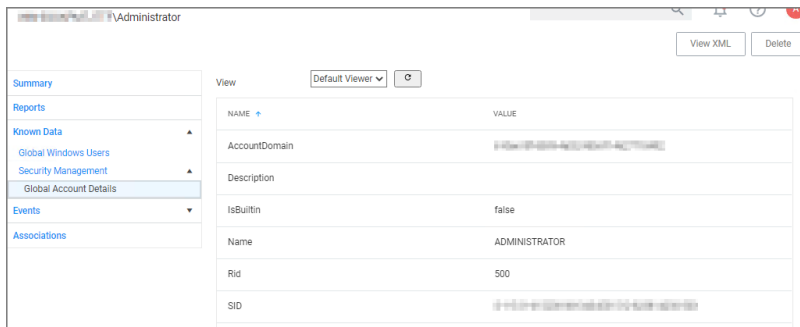 \Administrator
View XML
Delete
Summary
Reports
Known Data
Global Windows Users
Security Management
Global Account Details
Events
Associations
View
Default Viewer
NAME ↑ VALUE
AccountDomain
Description
IsBuiltin false
Name ADMINISTRATOR
Rid 500
SID